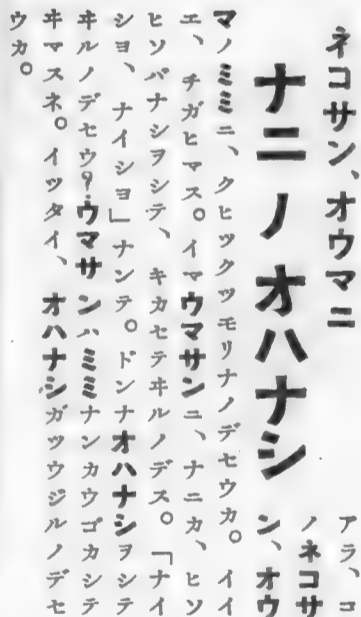 ネコサン、オウマニ
ナニノオハナシ
アラ、コ
ノネコサ
ン、オウ
マノミミニ、クヒツクツモリナノデセウカ。イイ
エ、チガヒマス。イマウマサンニ、ナニカ、ヒソ
ヒソバナシヲシテ、キカセテヰルノデス。「ナイ
シヨ、ナイシヨ」ナンテ。ドンナオハナシヲシテ
ヰルノデセウ?ウマサンハミミナンカウゴカシテ
ヰマスネ。イツタイ、オハナシガツウジルノデセ
ウカ。